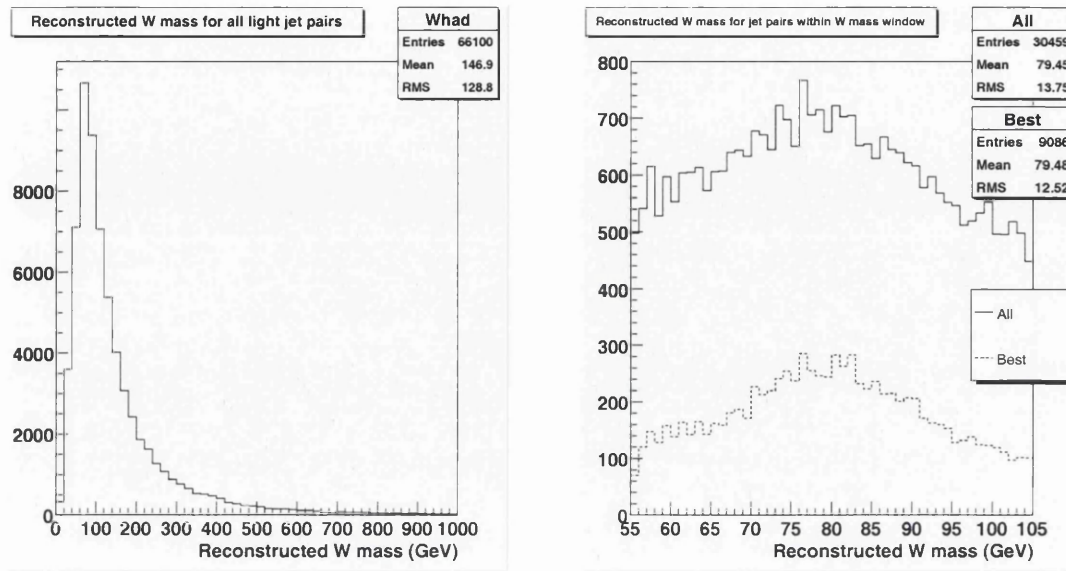 Reconstructed W mass for all light jet pairs
Whad
Entries 66100
Mean 146.9
RMS 128.8
8000
6000
4000
2000
0
0 100 200 300 400 500 600 700 800 900 1000
Reconstructed W mass (GeV)
Reconstructed W mass for jet pairs within W mass window
All
Entries 30459
Mean 79.45
RMS 13.75
Best
Entries 9086
Mean 79.48
RMS 12.52
800
700
600
500
400
300
200
100
0
All
Best
55 60 65 70 75 80 85 90 95 100 105
Reconstructed W mass (GeV)